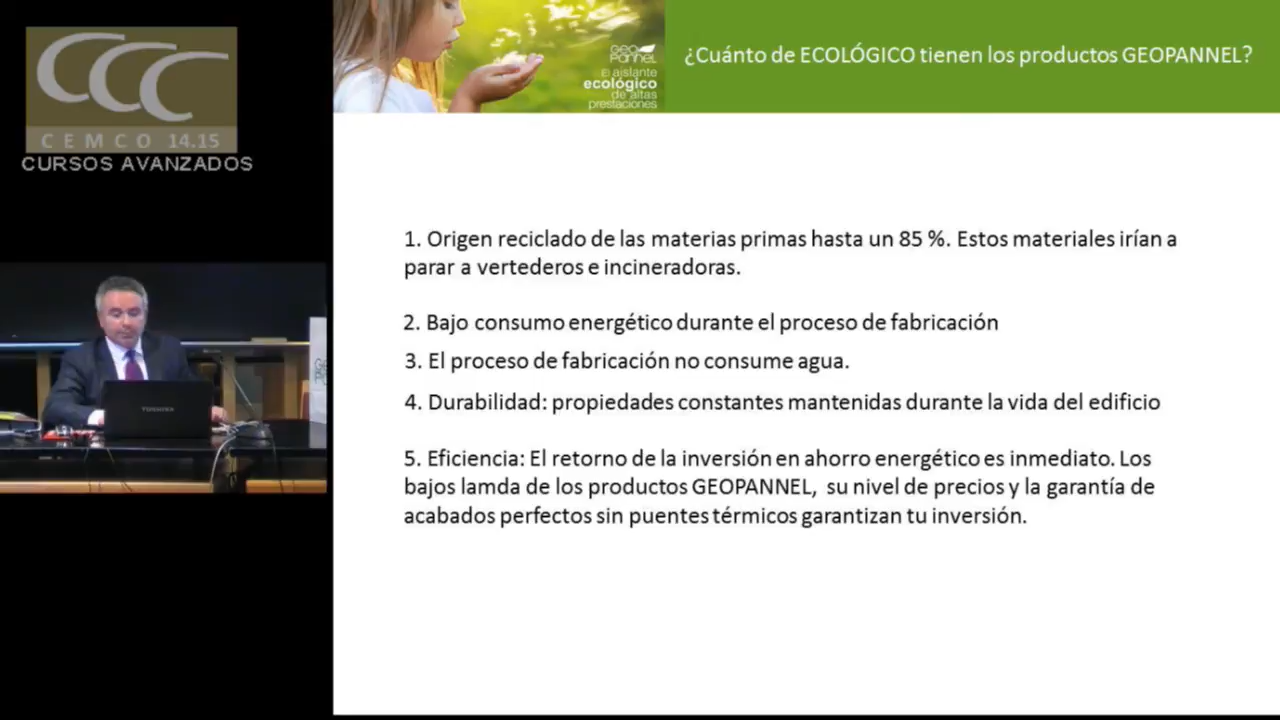 CCC
CEMCO 14.15
CURSOS AVANZADOS
TOSHIBA
GEO
PANNEL
El aislante
ecológico
de altas
prestaciones
¿Cuánto de ECOLÓGICO tienen los productos GEOPANNEL?
1. Origen reciclado de las materias primas hasta un 85 %. Estos materiales irían a
parar a vertederos e incineradoras.
2. Bajo consumo energético durante el proceso de fabricación
3. El proceso de fabricación no consume agua.
4. Durabilidad: propiedades constantes mantenidas durante la vida del edificio
5. Eficiencia: El retorno de la inversión en ahorro energético es inmediato. Los
bajos lamda de los productos GEOPANNEL, su nivel de precios y la garantía de
acabados perfectos sin puentes térmicos garantizan tu inversión.